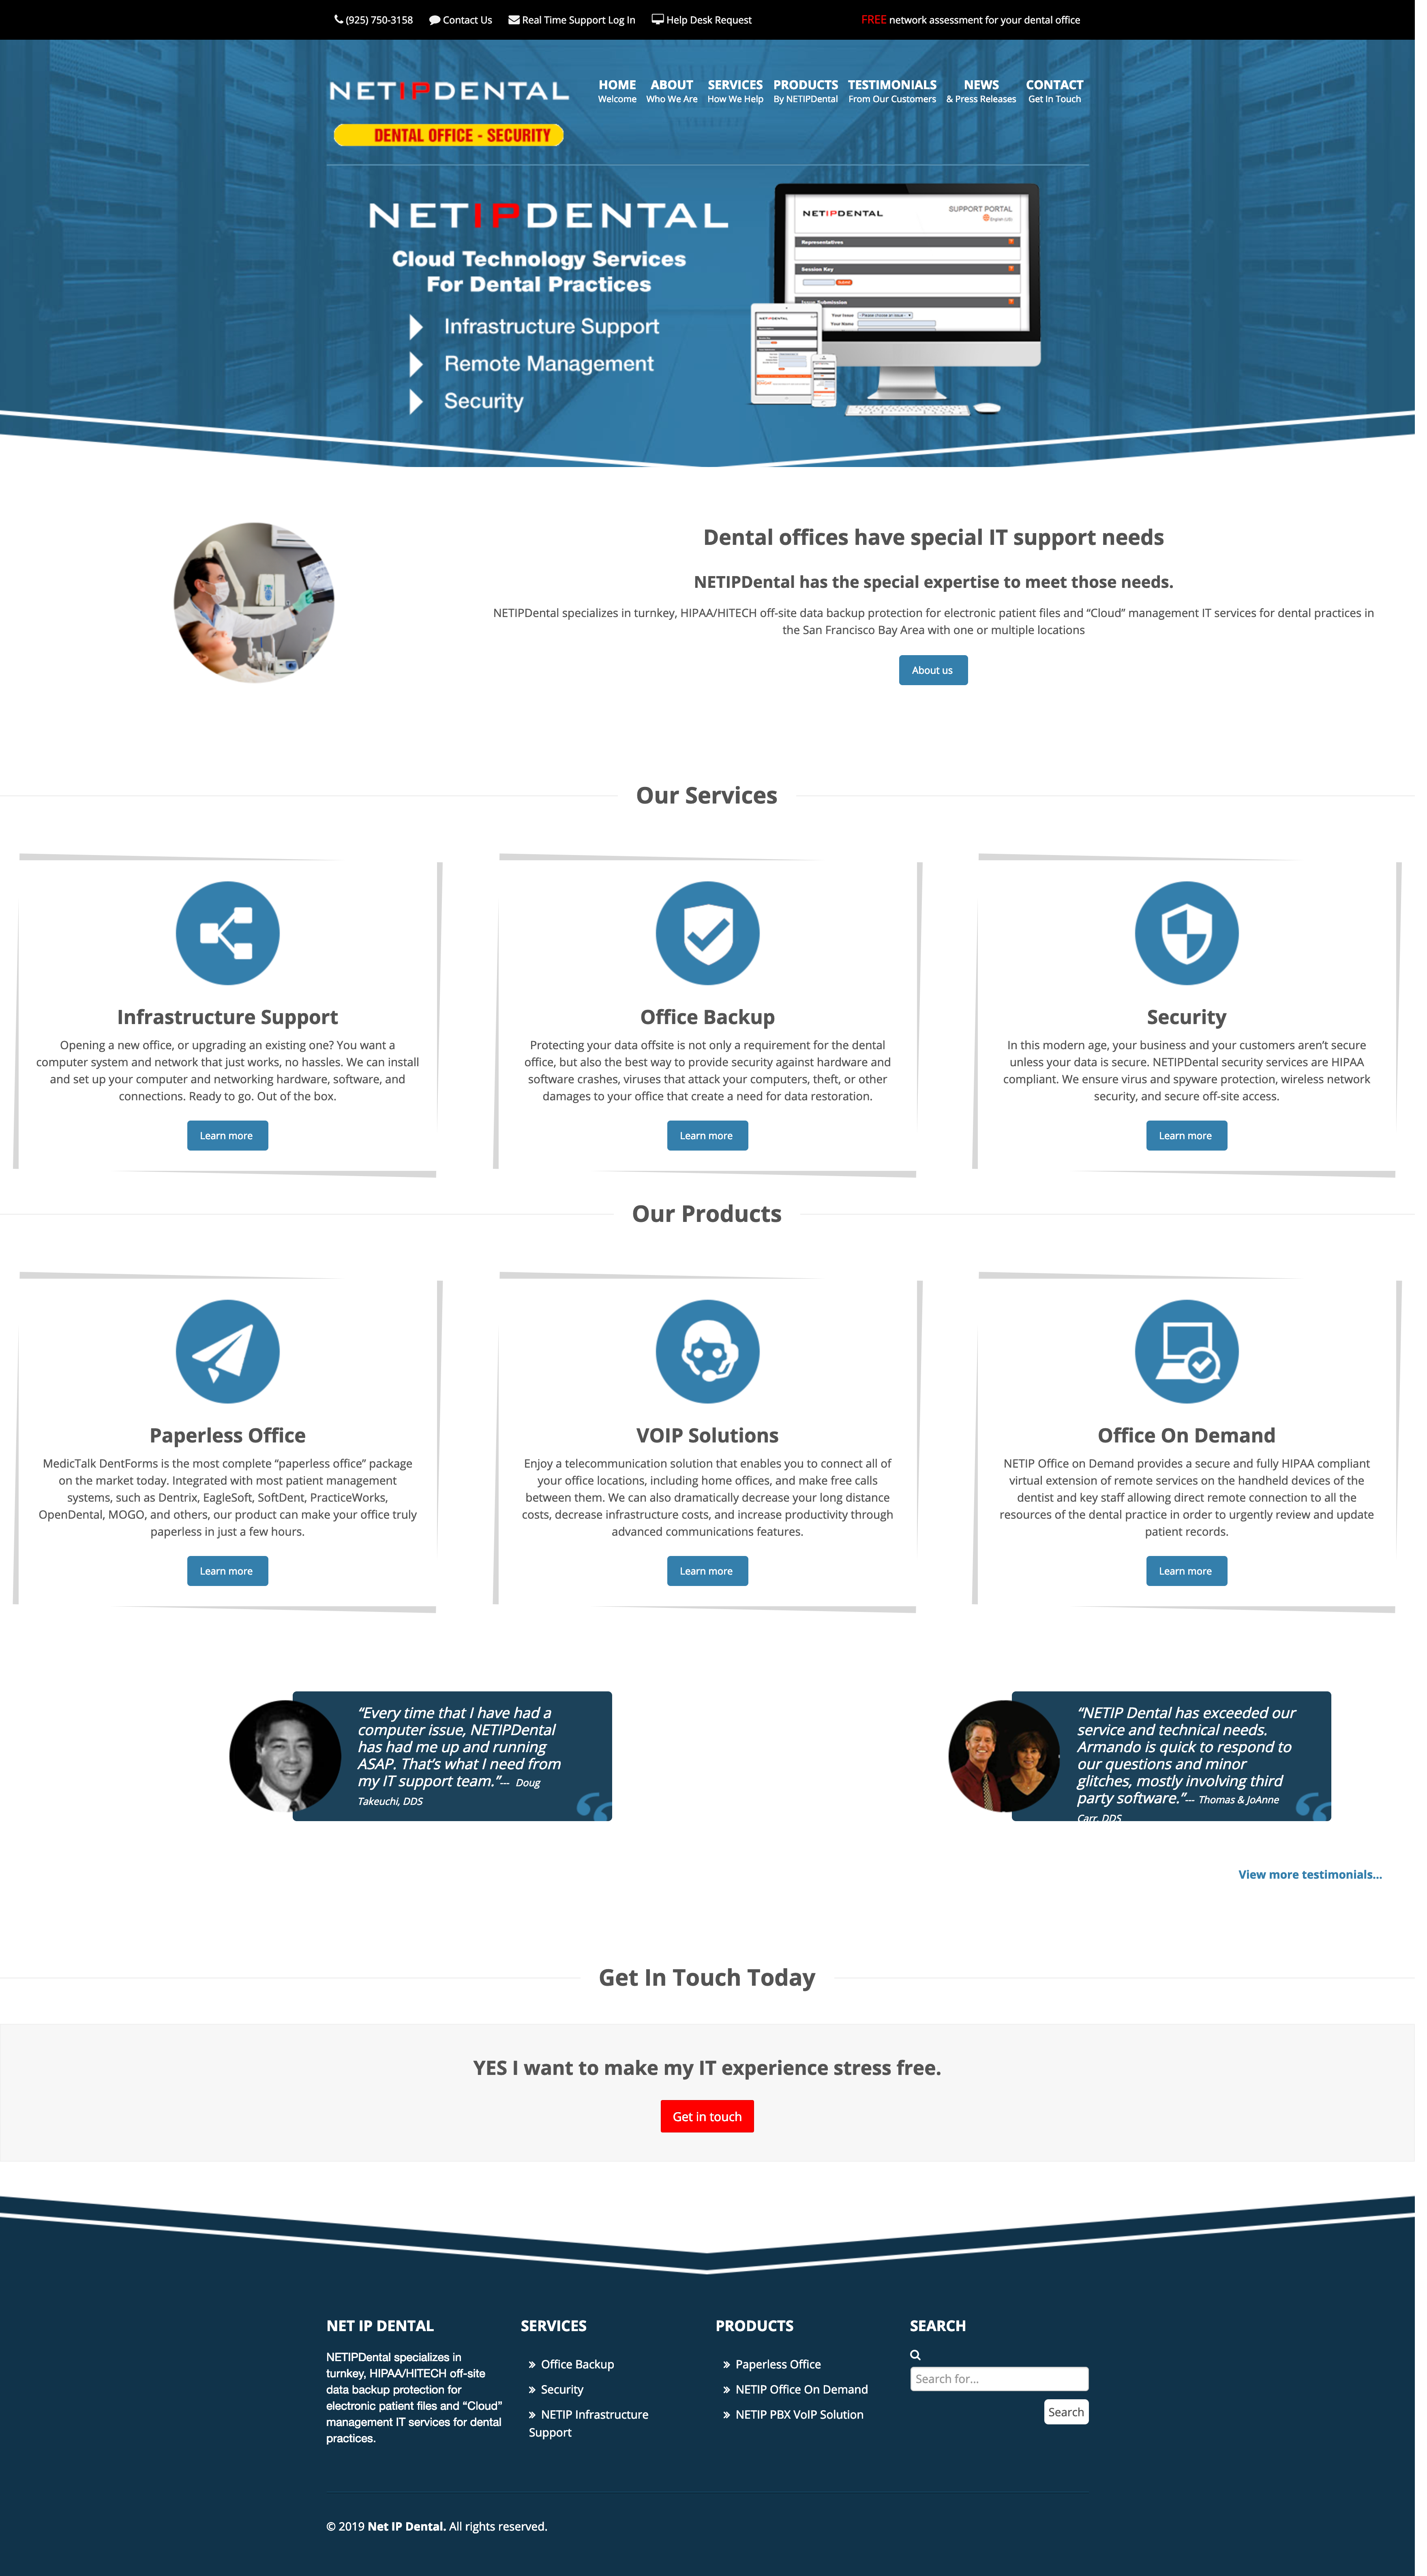 (925) 750-3158 Contact Us Real Time Support Log In Help Desk Request FREE network assessment for your dental office
NETIPDENTAL
HOME ABOUT SERVICES PRODUCTS TESTIMONIALS NEWS CONTACT
Welcome Who We Are How We Help By NETIPDental From Our Customers & Press Releases Get In Touch
DENTAL OFFICE - SECURITY
NETIPDENTAL
Cloud Technology Services
For Dental Practices
Infrastructure Support
Remote Management
Security
NETIPDENTAL SUPPORT PORTAL
English (US)
Representatives
Session Key
Submit
Issue Submission
Your Issue - Please choose an issue -
Your Name
Dental offices have special IT support needs
NETIPDental has the special expertise to meet those needs.
NETIPDental specializes in turnkey, HIPAA/HITECH off-site data backup protection for electronic patient files and “Cloud” management IT services for dental practices in
the San Francisco Bay Area with one or multiple locations
About us
Our Services
Infrastructure Support
Opening a new office, or upgrading an existing one? You want a
computer system and network that just works, no hassles. We can install
and set up your computer and networking hardware, software, and
connections. Ready to go. Out of the box.
Learn more
Office Backup
Protecting your data offsite is not only a requirement for the dental
office, but also the best way to provide security against hardware and
software crashes, viruses that attack your computers, theft, or other
damages to your office that create a need for data restoration.
Learn more
Security
In this modern age, your business and your customers aren’t secure
unless your data is secure. NETIPDental security services are HIPAA
compliant. We ensure virus and spyware protection, wireless network
security, and secure off-site access.
Learn more
Our Products
Paperless Office
MedicTalk DentForms is the most complete “paperless office” package
on the market today. Integrated with most patient management
systems, such as Dentrix, EagleSoft, SoftDent, PracticeWorks,
OpenDental, MOGO, and others, our product can make your office truly
paperless in just a few hours.
Learn more
VOIP Solutions
Enjoy a telecommunication solution that enables you to connect all of
your office locations, including home offices, and make free calls
between them. We can also dramatically decrease your long distance
costs, decrease infrastructure costs, and increase productivity through
advanced communications features.
Learn more
Office On Demand
NETIP Office on Demand provides a secure and fully HIPAA compliant
virtual extension of remote services on the handheld devices of the
dentist and key staff allowing direct remote connection to all the
resources of the dental practice in order to urgently review and update
patient records.
Learn more
“Every time that I have had a
computer issue, NETIPDental
has had me up and running
ASAP. That’s what I need from
my IT support team.”--- Doug
Takeuchi, DDS
“NETIP Dental has exceeded our
service and technical needs.
Armando is quick to respond to
our questions and minor
glitches, mostly involving third
party software.”--- Thomas & JoAnne
Carr, DDS
View more testimonials...
Get In Touch Today
YES I want to make my IT experience stress free.
Get in touch
NET IP DENTAL
NETIPDental specializes in
turnkey, HIPAA/HITECH off-site
data backup protection for
electronic patient files and “Cloud”
management IT services for dental
practices.
SERVICES
» Office Backup
» Security
» NETIP Infrastructure
Support
PRODUCTS
» Paperless Office
» NETIP Office On Demand
» NETIP PBX VoIP Solution
SEARCH
Search for...
Search
© 2019 Net IP Dental. All rights reserved.